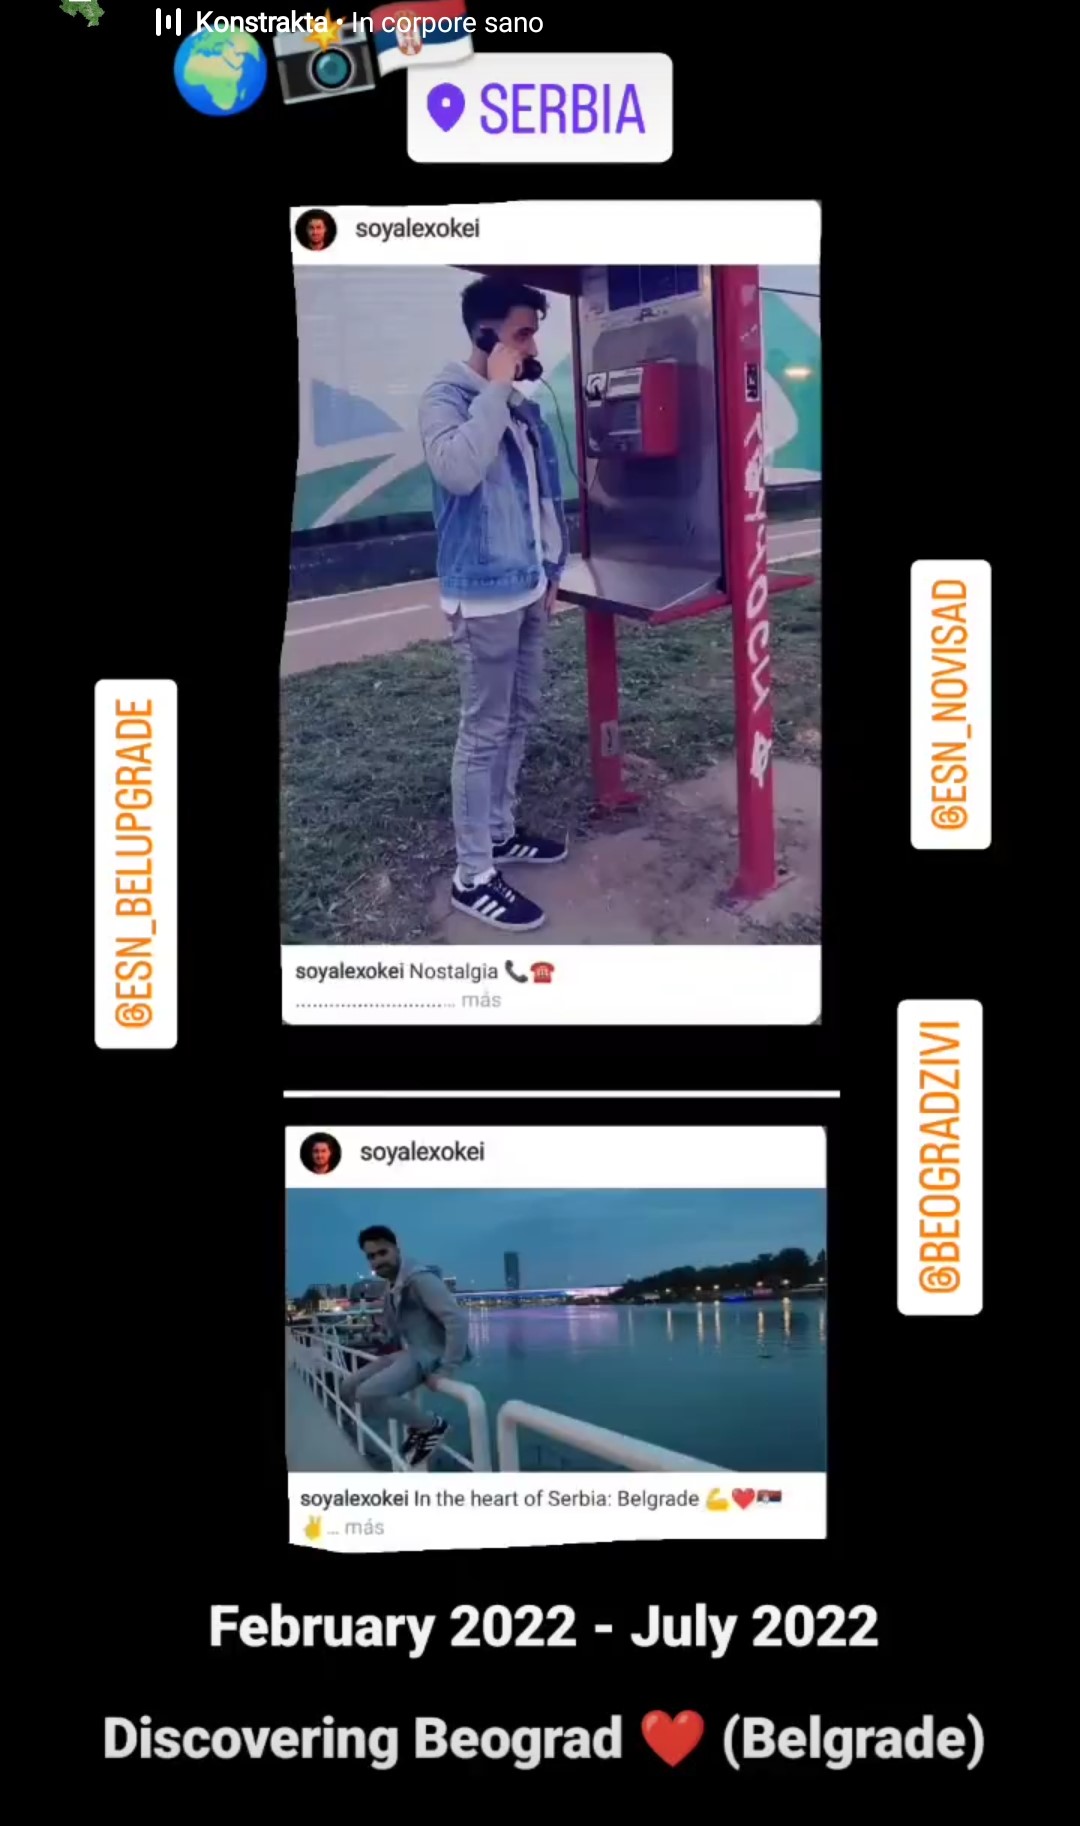 Konstrakta • In corpore sano
SERBIA
soyalexokei
soyalexokei Nostalgia 📞☎️
............................... más
@ESN_BELUPGRADE
@ESN_NOVISAD
@BEOGRADZIVI
soyalexokei
soyalexokei In the heart of Serbia: Belgrade 💪❤️🇷🇸
✌️... más
February 2022 - July 2022
Discovering Beograd ❤️ (Belgrade)